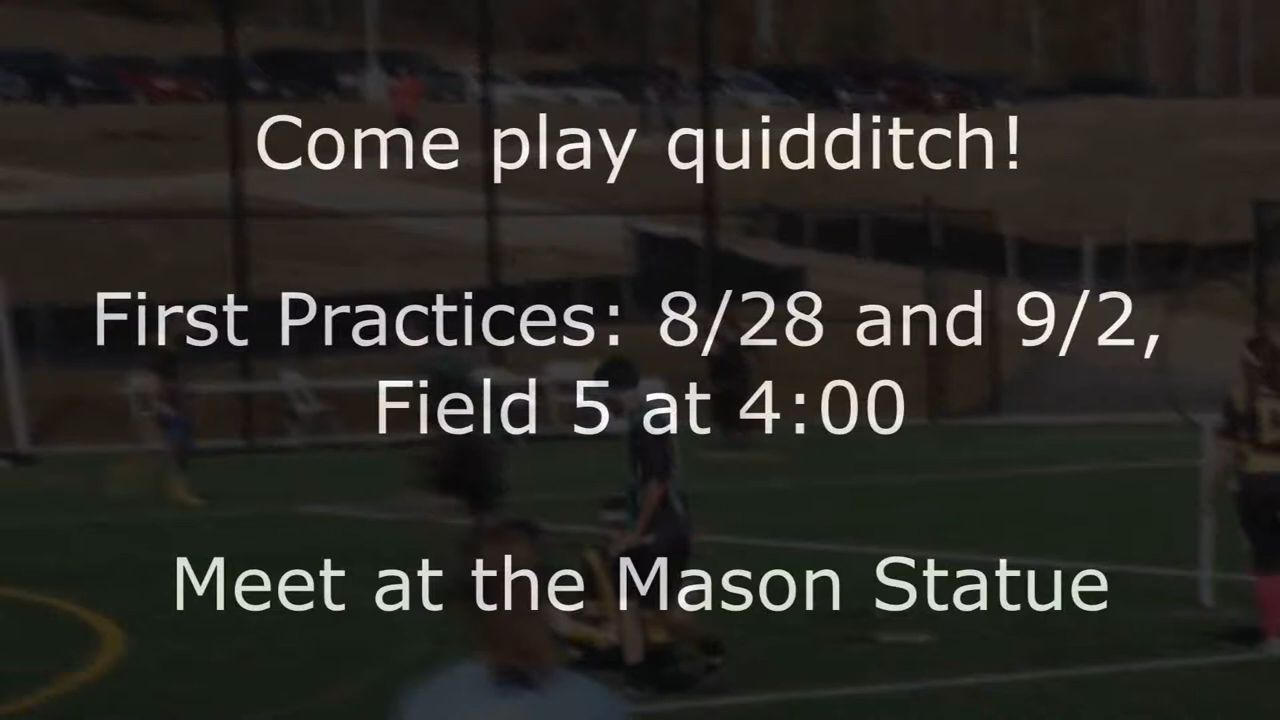 Come play quidditch!
First Practices: 8/28 and 9/2,
Field 5 at 4:00
Meet at the Mason Statue